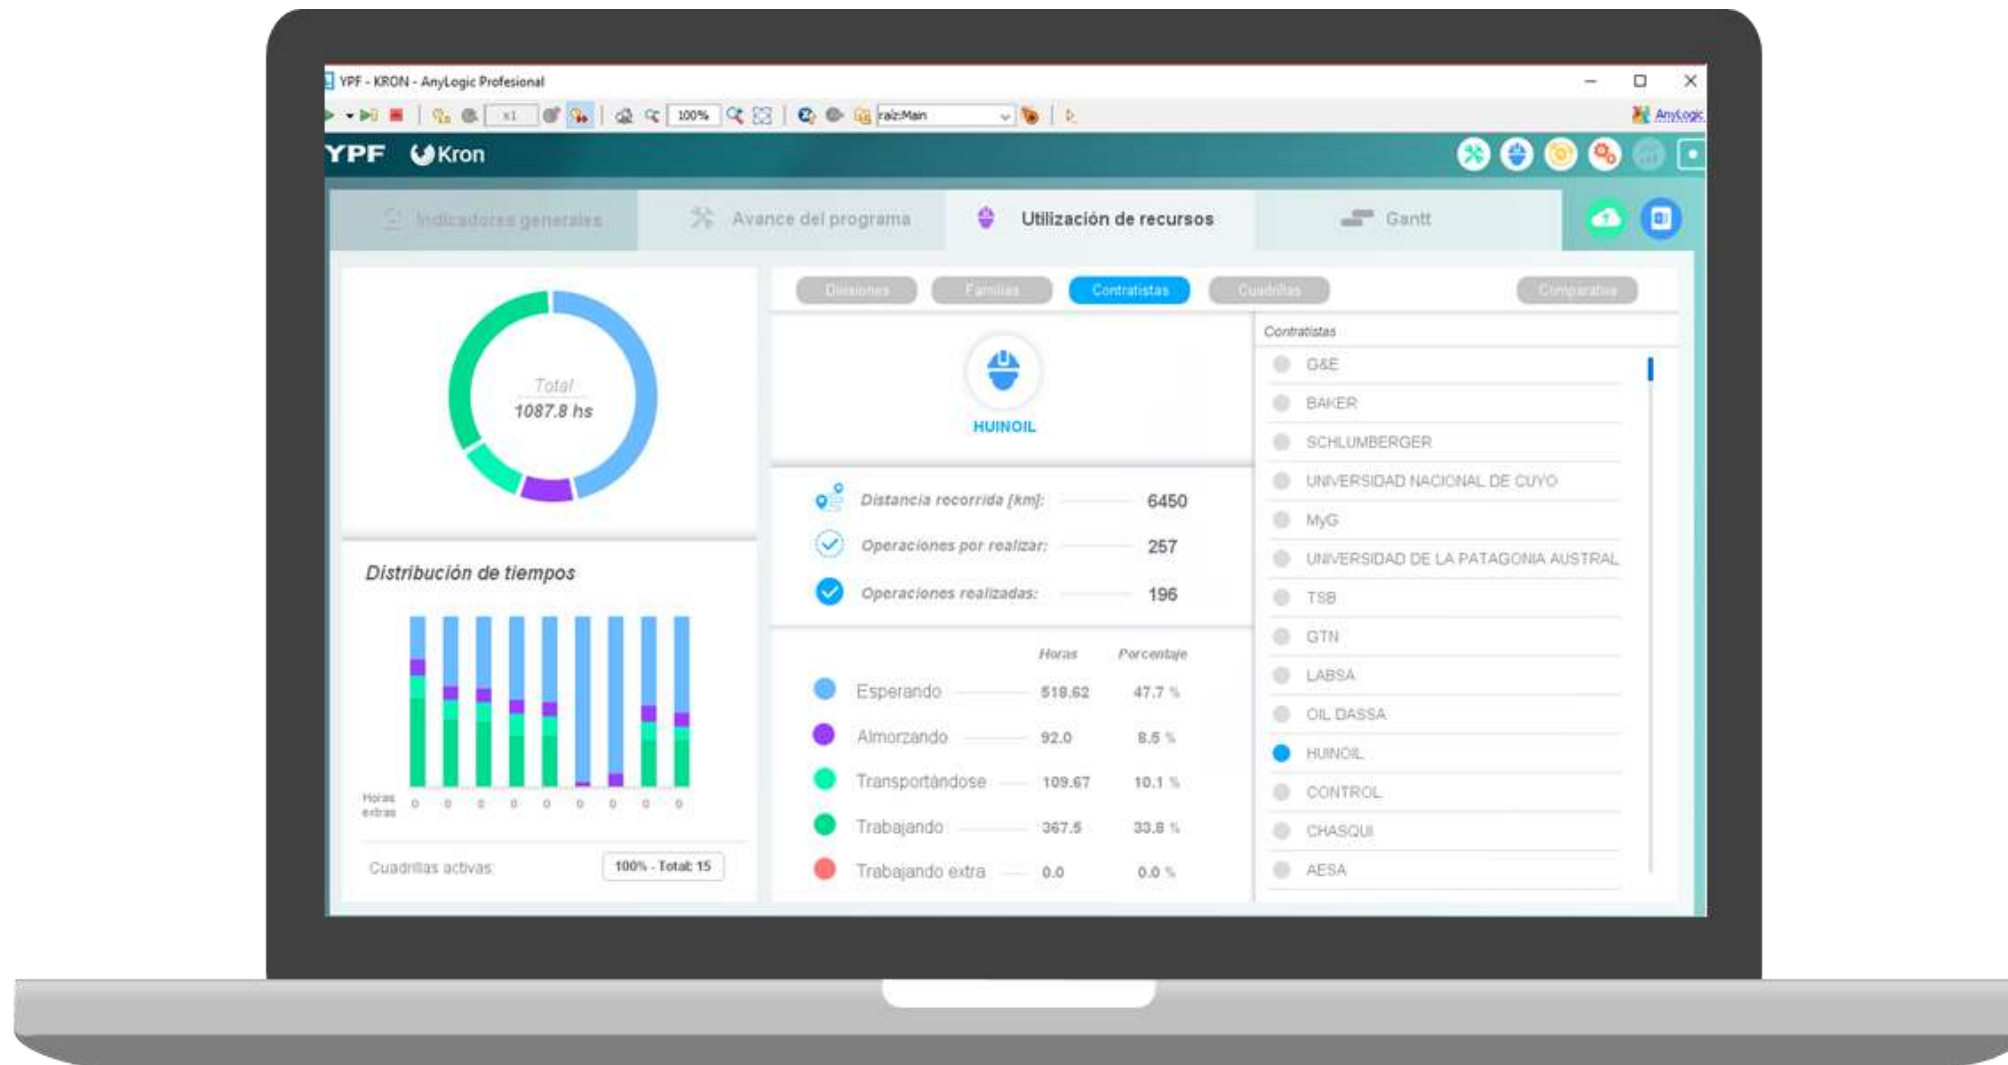 YPF - KRON - AnyLogic Profesional
x1 100% raíz:Main AnyLogic
YPF Kron
Indicadores generales Avance del programa Utilización de recursos Gantt
Divisiones Familias Contratistas Cuadrillas Comparativa
Total
1087.8 hs
HUINOIL
Distancia recorrida [km]: 6450
Operaciones por realizar: 257
Operaciones realizadas: 196
Distribución de tiempos
Horas extras 0 0 0 0 0 0 0 0 0
Cuadrillas activas: 100% - Total: 15
Horas Porcentaje
Esperando 518.62 47.7 %
Almorzando 92.0 8.5 %
Transportándose 109.67 10.1 %
Trabajando 367.5 33.8 %
Trabajando extra 0.0 0.0 %
Contratistas
G&E
BAKER
SCHLUMBERGER
UNIVERSIDAD NACIONAL DE CUYO
MyG
UNIVERSIDAD DE LA PATAGONIA AUSTRAL
TSB
GTN
LABSA
OIL DASSA
HUINOIL
CONTROL
CHASQUI
AESA